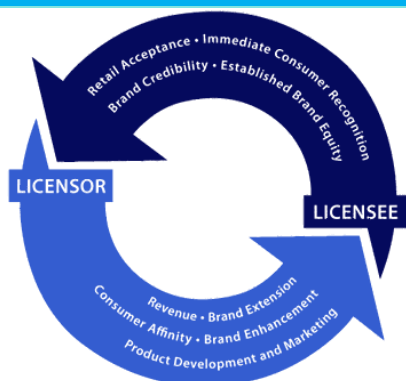 Retail Acceptance • Immediate Consumer Recognition
Brand Credibility • Established Brand Equity
LICENSOR
LICENSEE
Revenue • Brand Extension
Consumer Affinity • Brand Enhancement
Product Development and Marketing